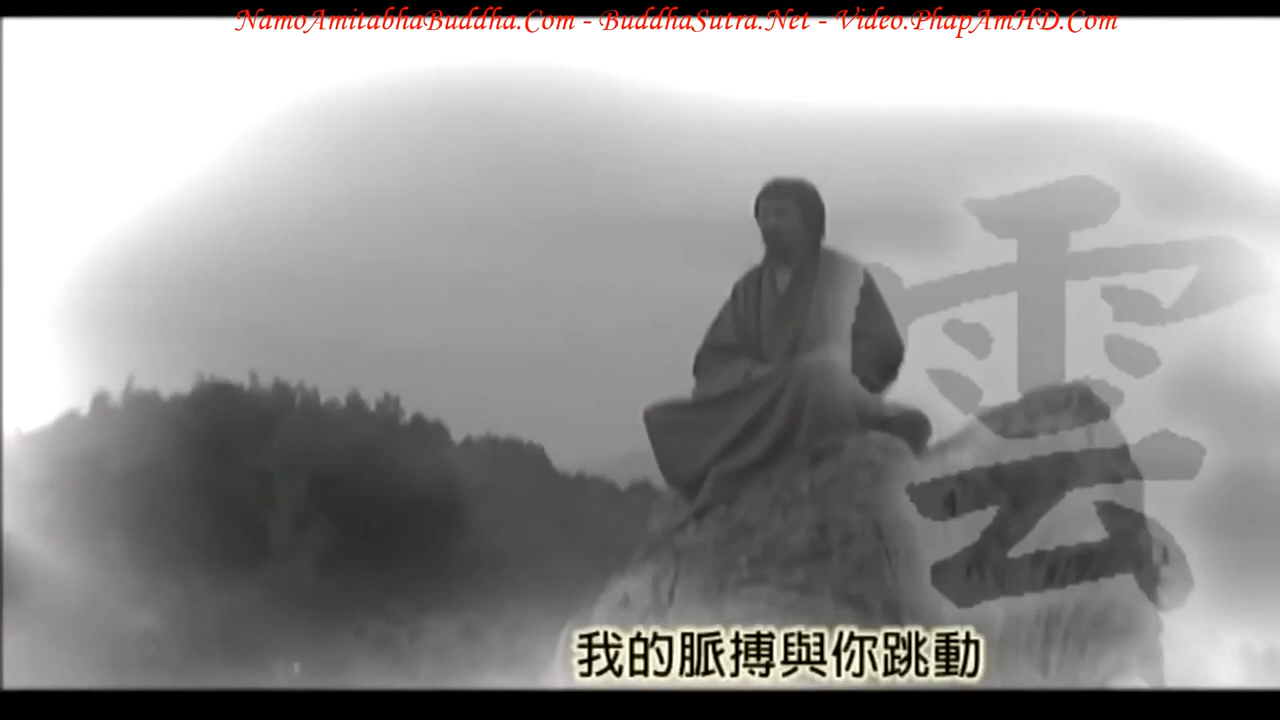 NamoAmitabhaBuddha.Com - BuddhaSutra.Net - Video.PhapAmHD.Com
雲
我的脈搏與你跳動